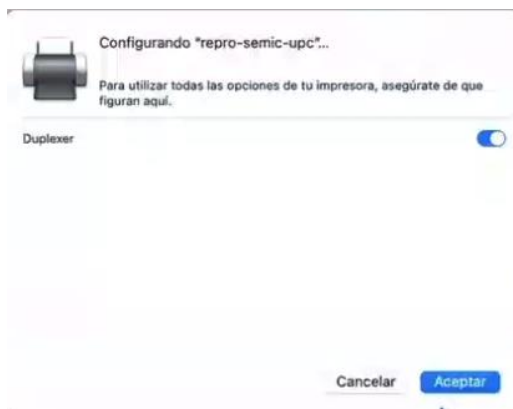 Configurando "repro-semic-upc"...
Para utilizar todas las opciones de tu impresora, asegúrate de que
figuran aquí.
Duplexer
Cancelar
Aceptar